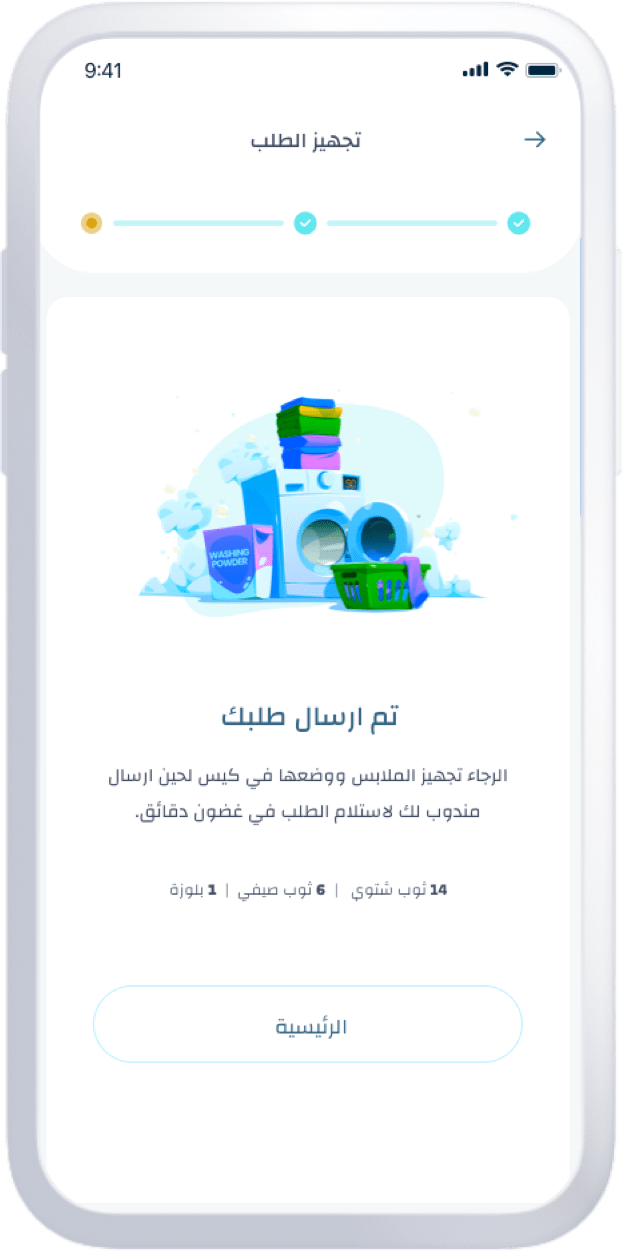 9:41
تجهيز الطلب
WASHING
POWDER
تم ارسال طلبك
الرجاء تجهيز الملابس ووضعها في كيس لحين ارسال
مندوب لك لاستلام الطلب في غضون دقائق.
14 ثوب شتوي | 6 ثوب صيفي | 1 بلوزة
الرئيسية